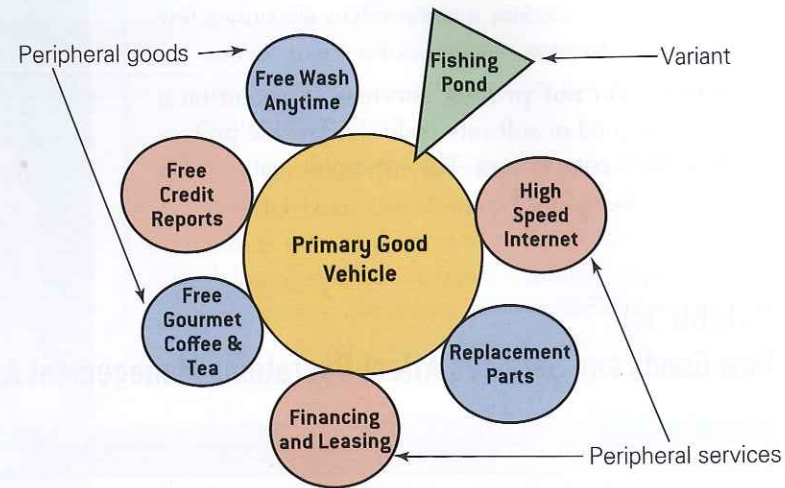 Peripheral goods
Free Wash
Anytime
Fishing
Pond
Variant
Free
Credit
Reports
High
Speed
Internet
Primary Good
Vehicle
Free
Gourmet
Coffee &
Tea
Replacement
Parts
Financing
and Leasing
Peripheral services